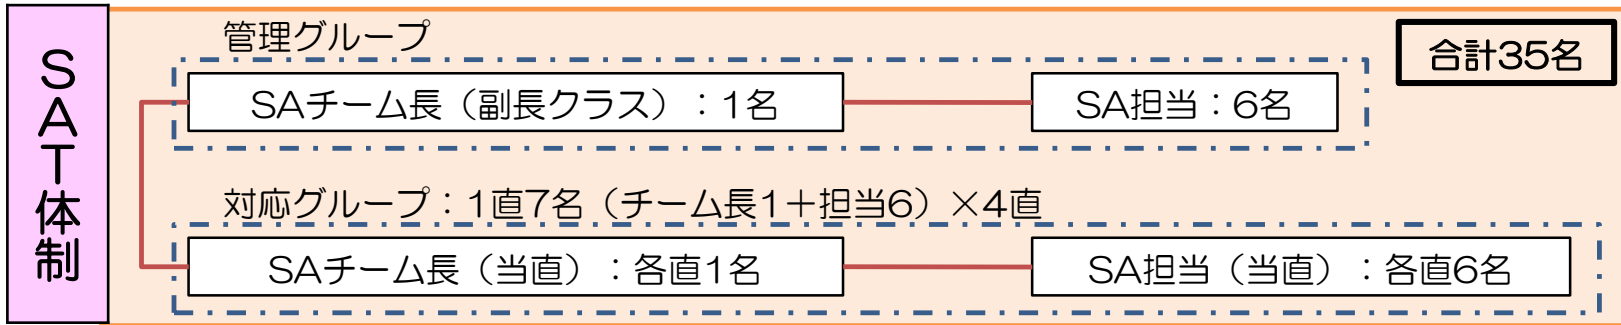 SAT体制
合計35名
管理グループ
SAチーム長（副長クラス）：1名
SA担当：6名
対応グループ：1直7名（チーム長1＋担当6）×4直
SAチーム長（当直）：各直1名
SA担当（当直）：各直6名